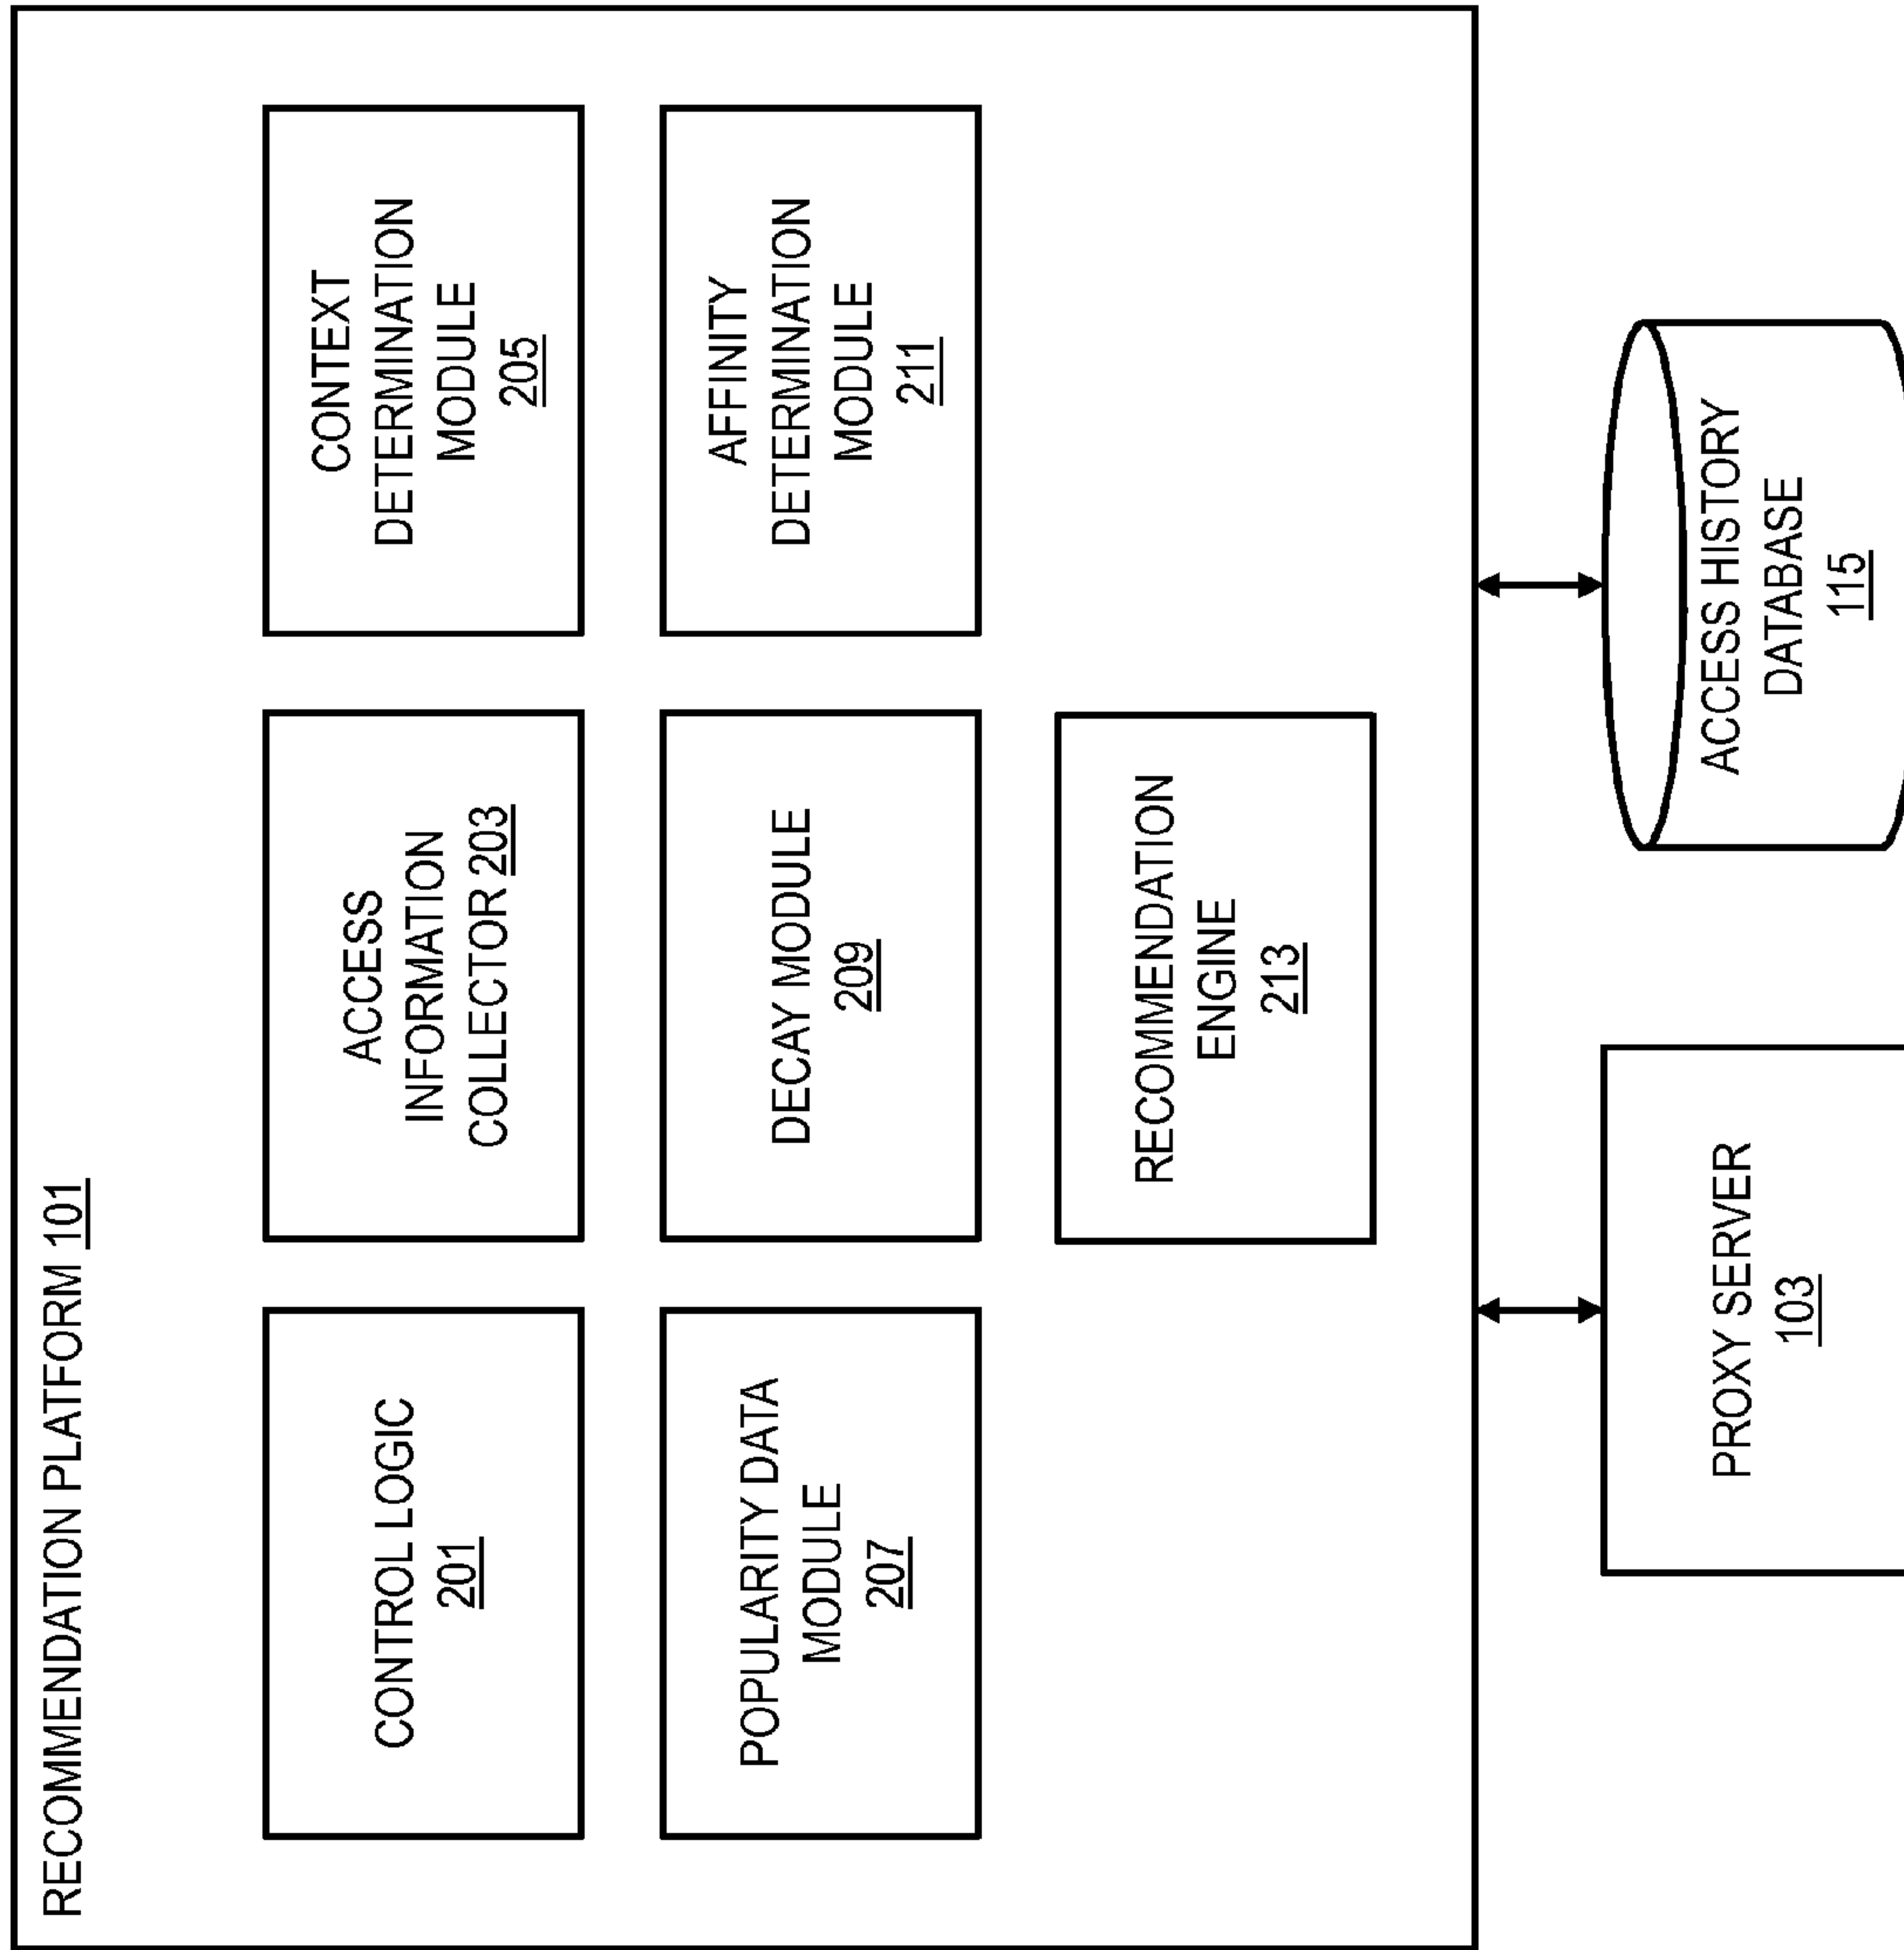 RECOMMENDATION PLATFORM 101
CONTROL LOGIC
201
ACCESS
INFORMATION
COLLECTOR 203
CONTEXT
DETERMINATION
MODULE
205
POPULARITY DATA
MODULE
207
DECAY MODULE
209
AFFINITY
DETERMINATION
MODULE
211
RECOMMENDATION
ENGINE
213
PROXY SERVER
103
ACCESS HISTORY
DATABASE
115